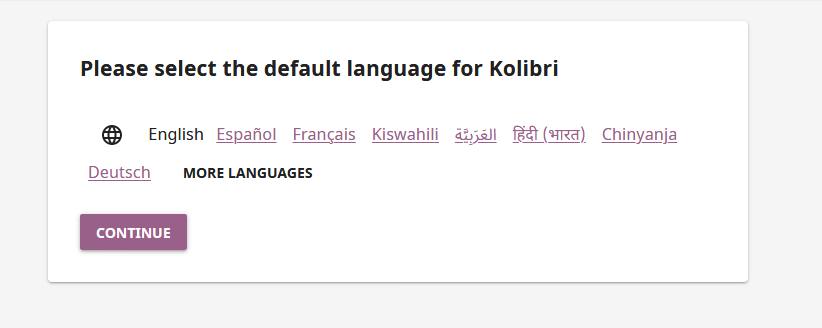 Please select the default language for Kolibri
English Español Français Kiswahili العَرَبِيَّة हिंदी (भारत) Chinyanja
Deutsch MORE LANGUAGES
CONTINUE